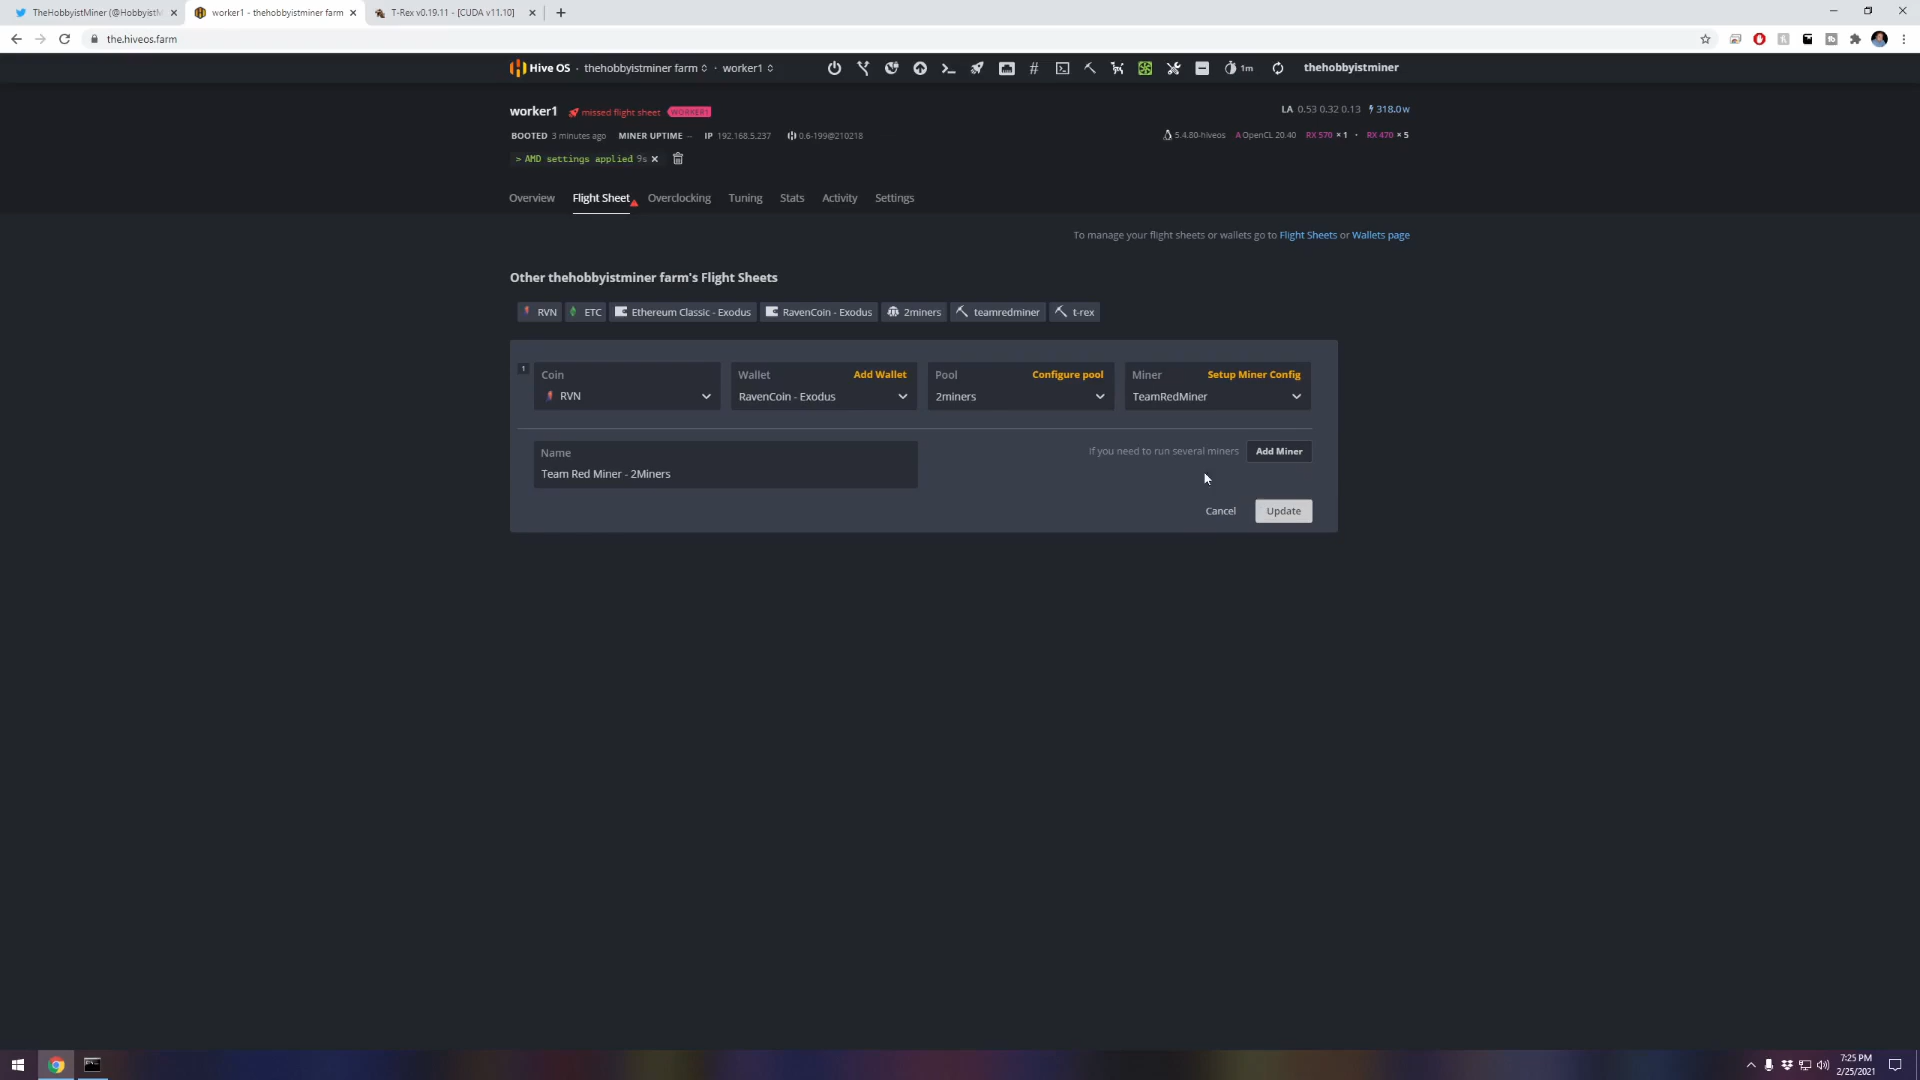 TheHobbyistMiner (@HobbyistM
worker1 - thehobbyistminer farm
T-Rex v0.19.11 - [CUDA v11.10]
the.hiveos.farm
Hive OS · thehobbyistminer farm · worker1
1m
thehobbyistminer
worker1 missed flight sheet WORKER1
LA 0.53 0.32 0.13 318.0w
BOOTED 3 minutes ago MINER UPTIME – IP 192.168.5.237 0.6-199@210218
5.4.80-hiveos A OpenCL 20.40 RX 570 × 1 · RX 470 × 5
> AMD settings applied 9s ×
Overview Flight Sheet Overclocking Tuning Stats Activity Settings
To manage your flight sheets or wallets go to Flight Sheets or Wallets page
Other thehobbyistminer farm's Flight Sheets
RVN ETC Ethereum Classic - Exodus RavenCoin - Exodus 2miners teamredminer t-rex
1
Coin Wallet Add Wallet Pool Configure pool Miner Setup Miner Config
RVN RavenCoin - Exodus 2miners TeamRedMiner
Name
Team Red Miner - 2Miners
If you need to run several miners Add Miner
Cancel Update
7:25 PM
2/25/2021